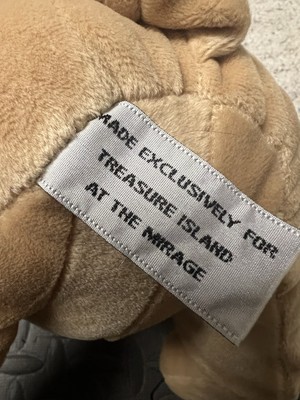 MADE EXCLUSIVELY FOR
TREASURE ISLAND
AT THE MIRAGE